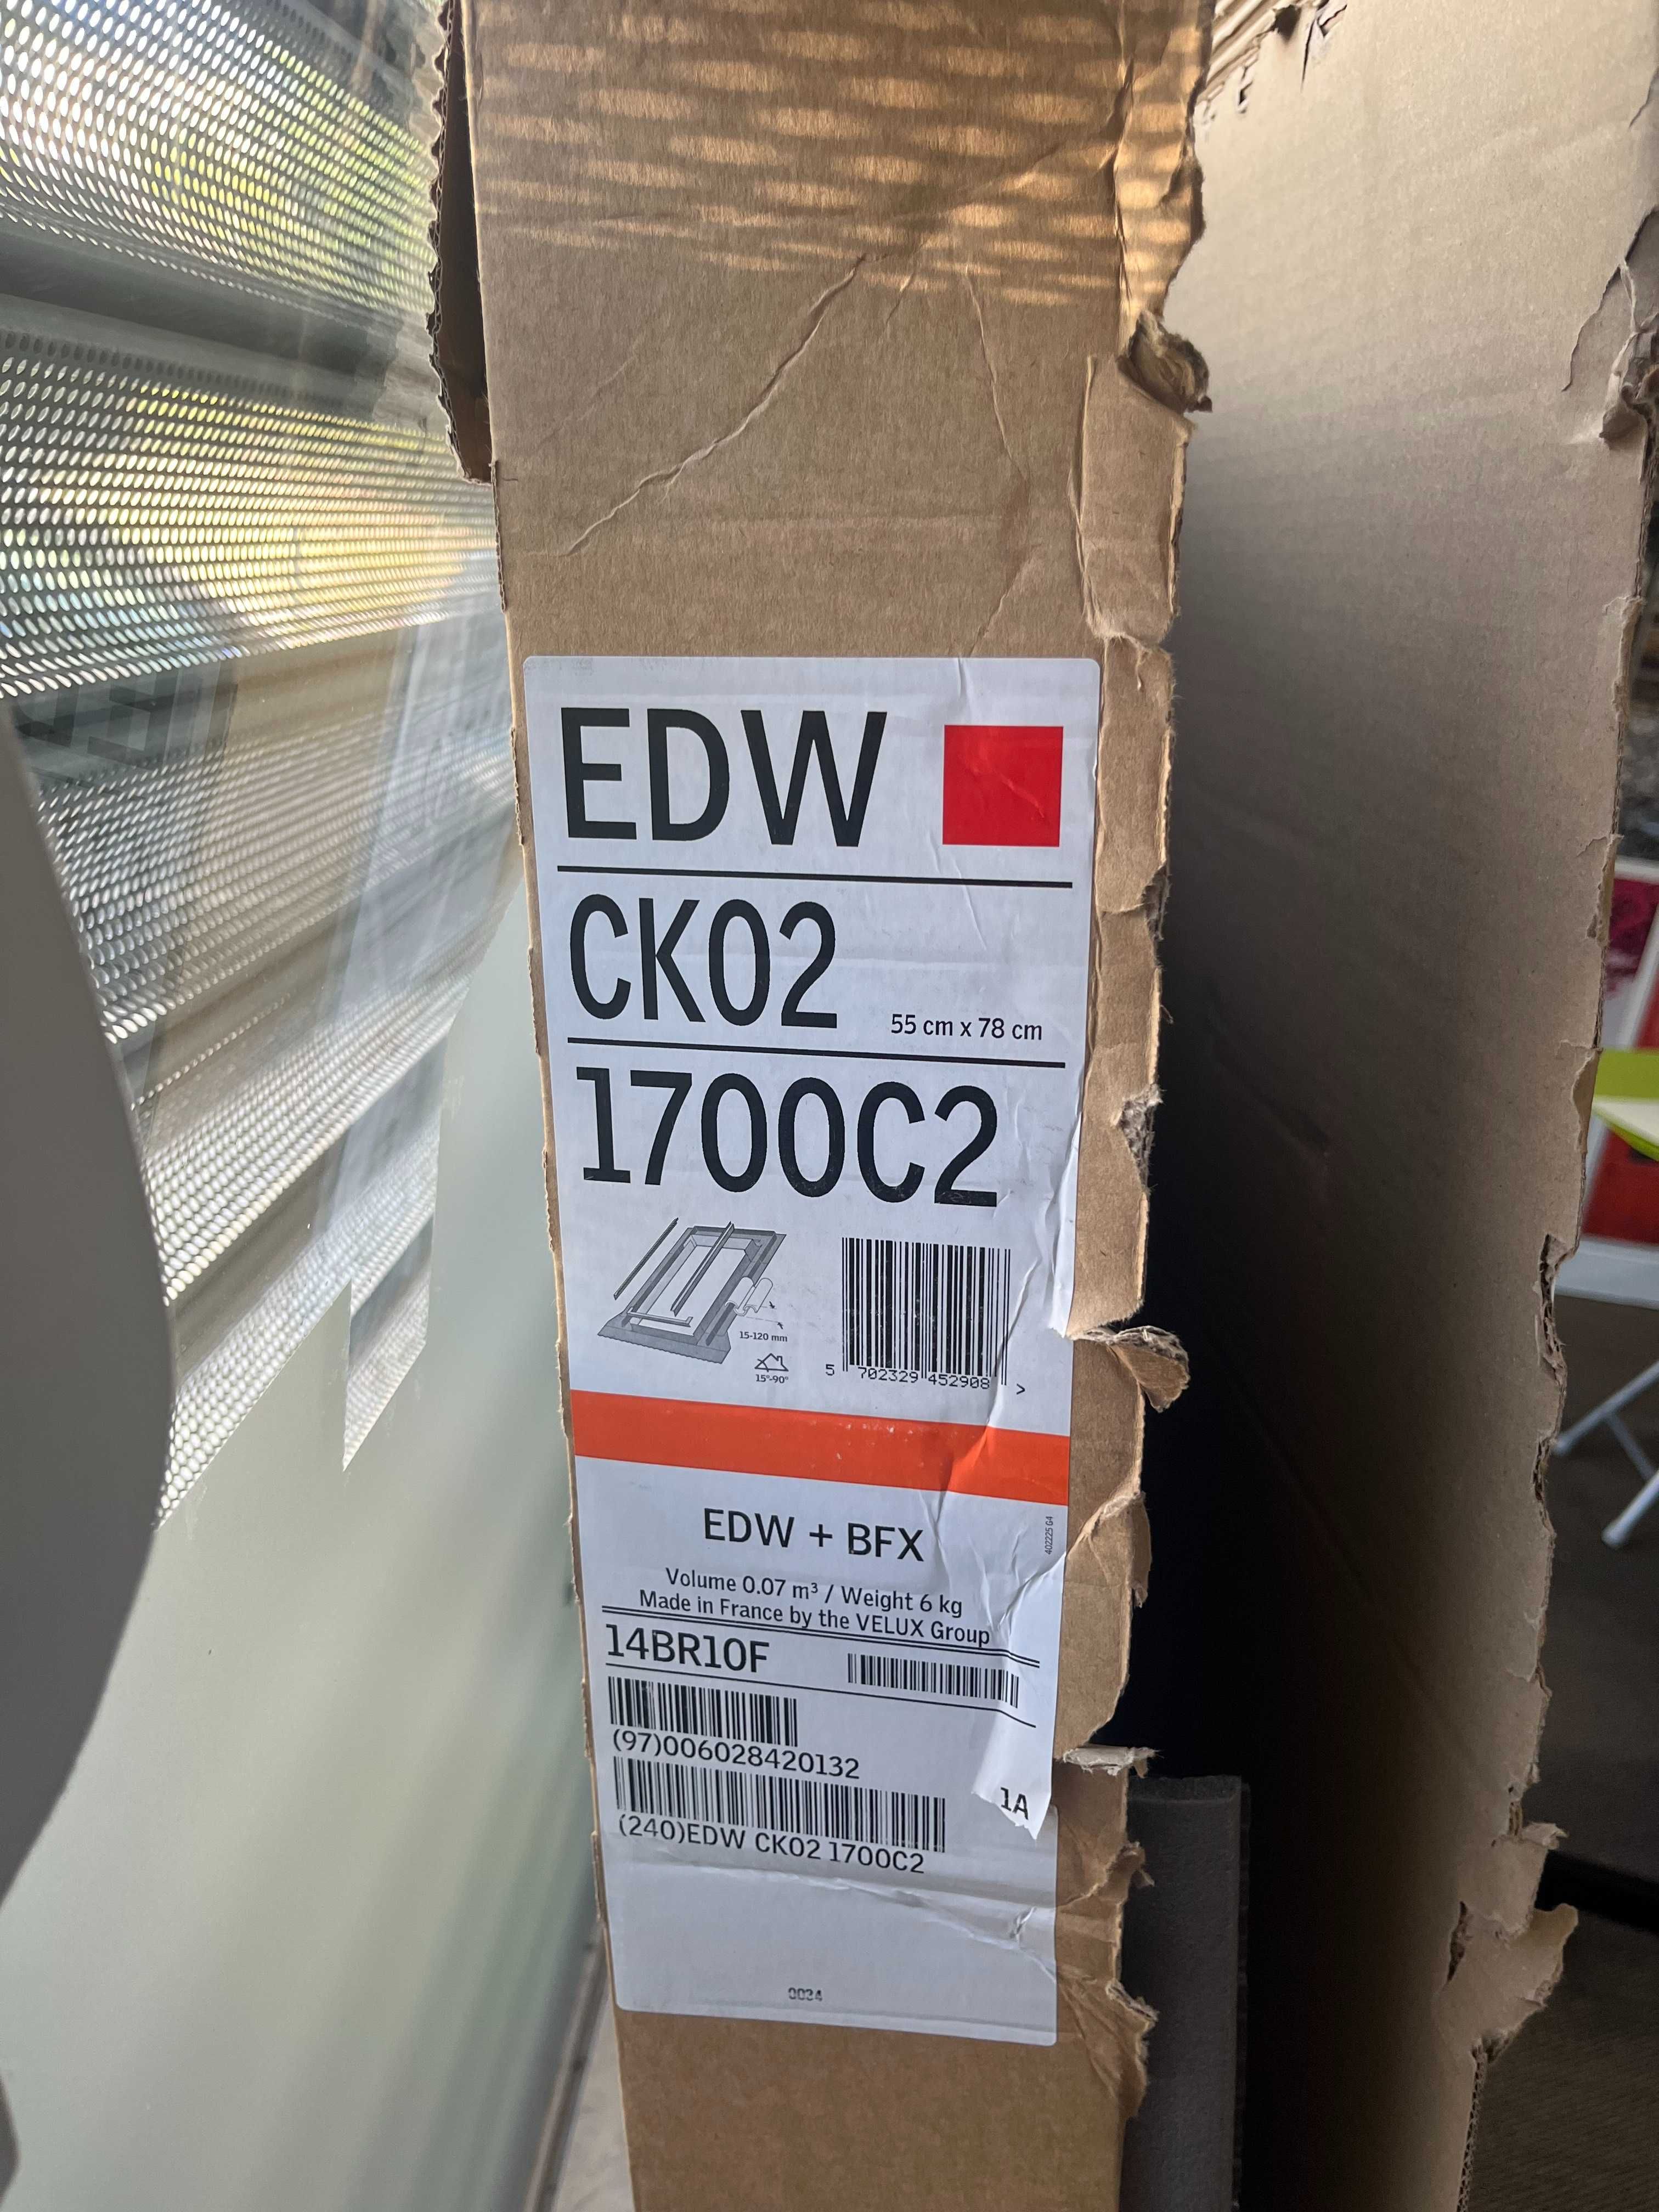 EDW
CK02 55 cm x 78 cm
1700C2
15-120 mm
15°-90°
5 702329 452908 >
EDW + BFX
402225 G4
Volume 0.07 m³ / Weight 6 kg
Made in France by the VELUX Group
14BR10F
(97)006028420132
1A
(240)EDW CK02 1700C2
0024